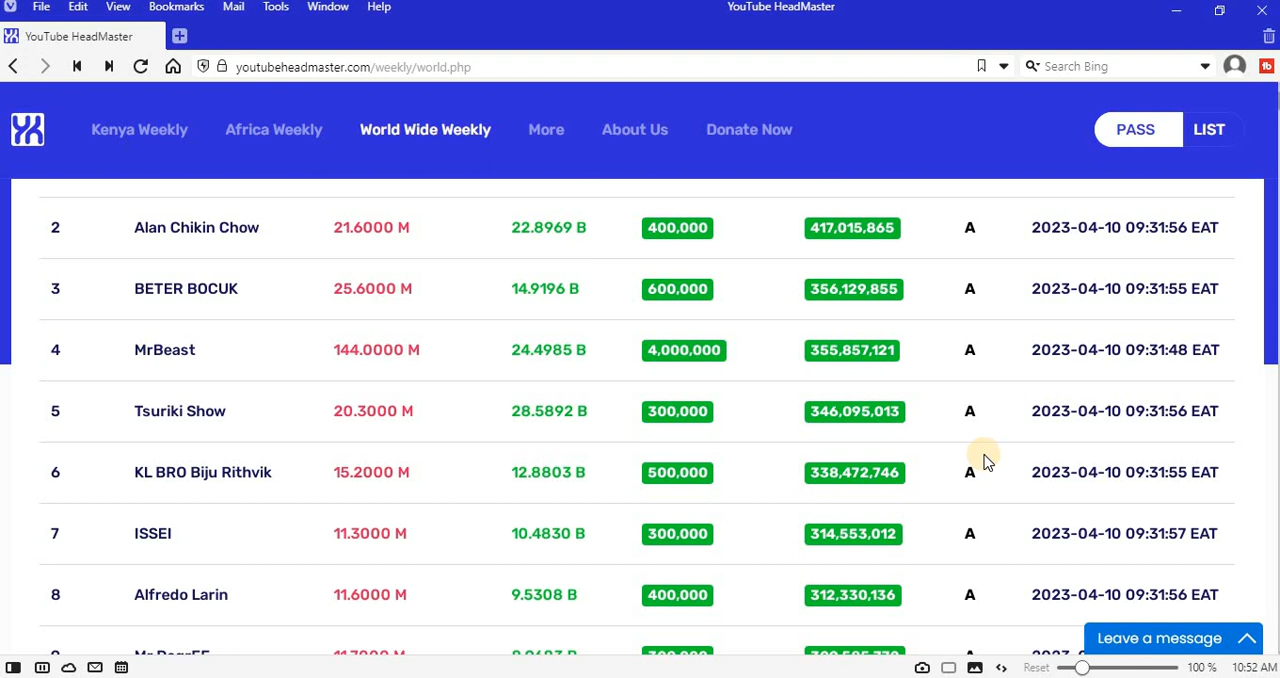 File Edit View Bookmarks Mail Tools Window Help YouTube HeadMaster
YouTube HeadMaster
youtubeheadmaster.com/weekly/world.php Search Bing
Kenya Weekly Africa Weekly World Wide Weekly More About Us Donate Now PASS LIST
2 Alan Chikin Chow 21.6000 M 22.8969 B 400,000 417,015,865 A 2023-04-10 09:31:56 EAT
3 BETER BOCUK 25.6000 M 14.9196 B 600,000 356,129,855 A 2023-04-10 09:31:55 EAT
4 MrBeast 144.0000 M 24.4985 B 4,000,000 355,857,121 A 2023-04-10 09:31:48 EAT
5 Tsuriki Show 20.3000 M 28.5892 B 300,000 346,095,013 A 2023-04-10 09:31:56 EAT
6 KL BRO Biju Rithvik 15.2000 M 12.8803 B 500,000 338,472,746 A 2023-04-10 09:31:55 EAT
7 ISSEI 11.3000 M 10.4830 B 300,000 314,553,012 A 2023-04-10 09:31:57 EAT
8 Alfredo Larin 11.6000 M 9.5308 B 400,000 312,330,136 A 2023-04-10 09:31:56 EAT
Leave a message
Reset 100 % 10:52 AM